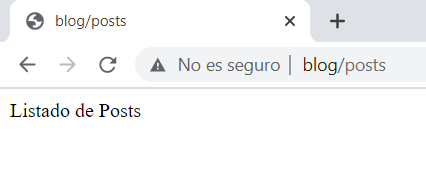 blog/posts
No es seguro | blog/posts
Listado de Posts